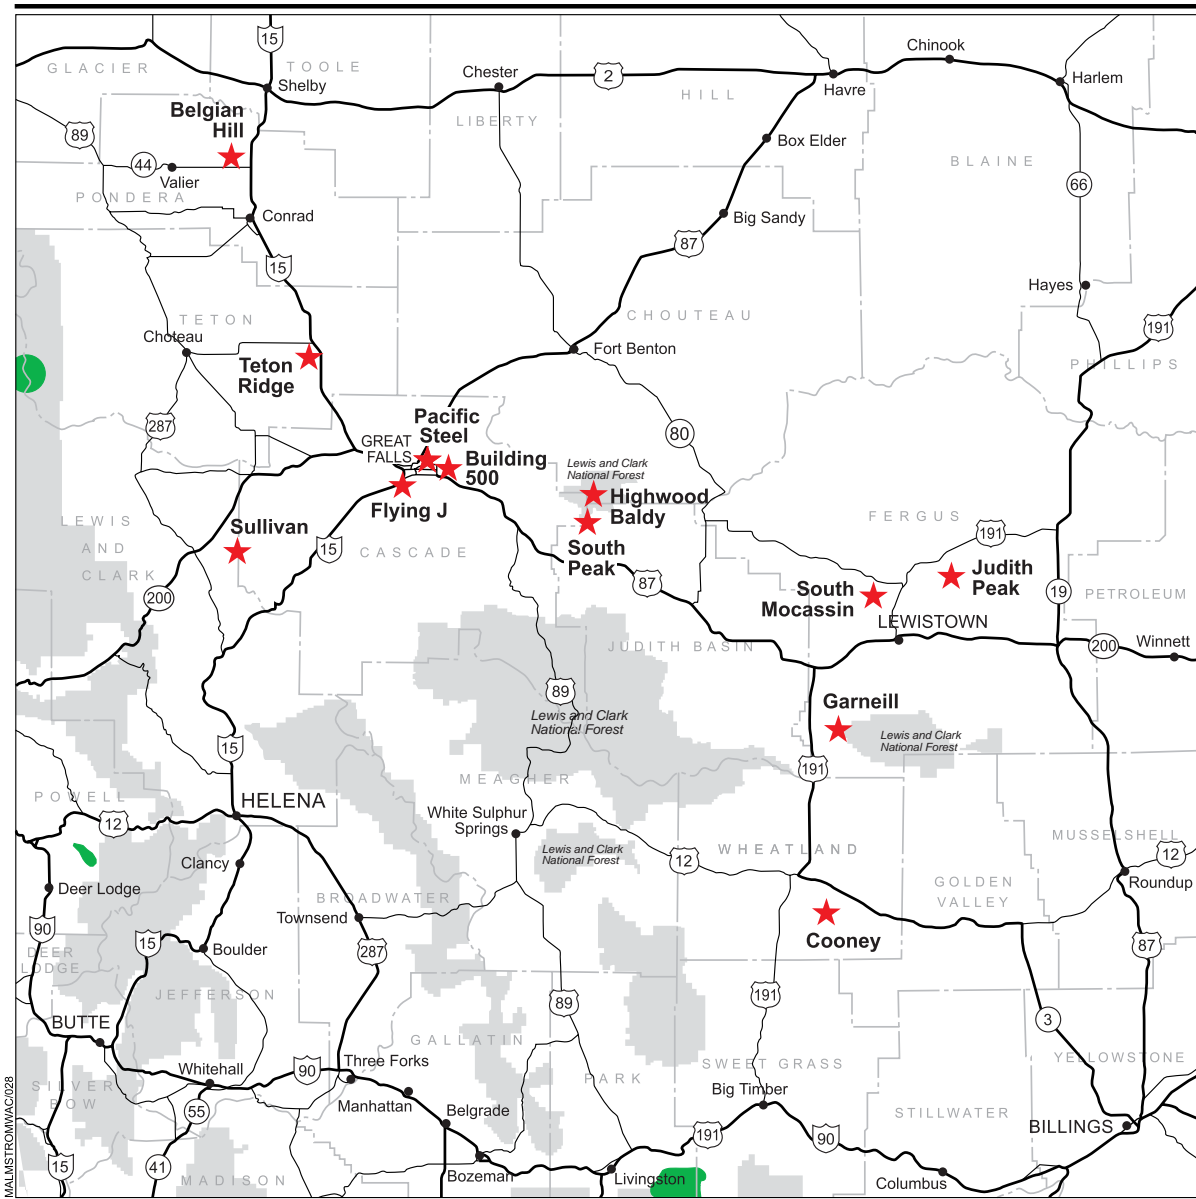 15
GLACIER
TOOLE
Shelby
Chester
2
Havre
Chinook
Harlem
HILL
LIBERTY
Belgian
Hill
89
44
Valier
PONDERA
Box Elder
BLAINE
66
Conrad
Big Sandy
87
15
Hayes
TETON
CHOUTEAU
191
Choteau
Fort Benton
PHILLIPS
Teton
Ridge
287
Pacific
Steel
GREAT
FALLS
Building
500
80
Lewis and Clark
National Forest
Highwood
Baldy
Flying J
LEWIS
AND
CLARK
Sullivan
15
CASCADE
South
Peak
FERGUS
191
Judith
Peak
87
South
Mocassin
19
PETROLEUM
200
LEWISTOWN
JUDITH BASIN
200
Winnett
89
Lewis and Clark
National Forest
Garneill
Lewis and Clark
National Forest
15
191
MEAGHER
POWELL
HELENA
12
White Sulphur
Springs
MUSSELSHELL
12
Clancy
Lewis and Clark
National Forest
12
WHEATLAND
Deer Lodge
BROADWATER
GOLDEN
VALLEY
Roundup
Townsend
90
15
Boulder
287
Cooney
87
DEER
LODGE
JEFFERSON
89
191
3
BUTTE
GALLATIN
Three Forks
SWEET GRASS
YELLOWSTONE
Whitehall
90
PARK
Big Timber
SILVER
BOW
Manhattan
Belgrade
STILLWATER
55
BILLINGS
191
90
15
41
MADISON
Bozeman
Livingston
Columbus
MALMSTROMWAC/028